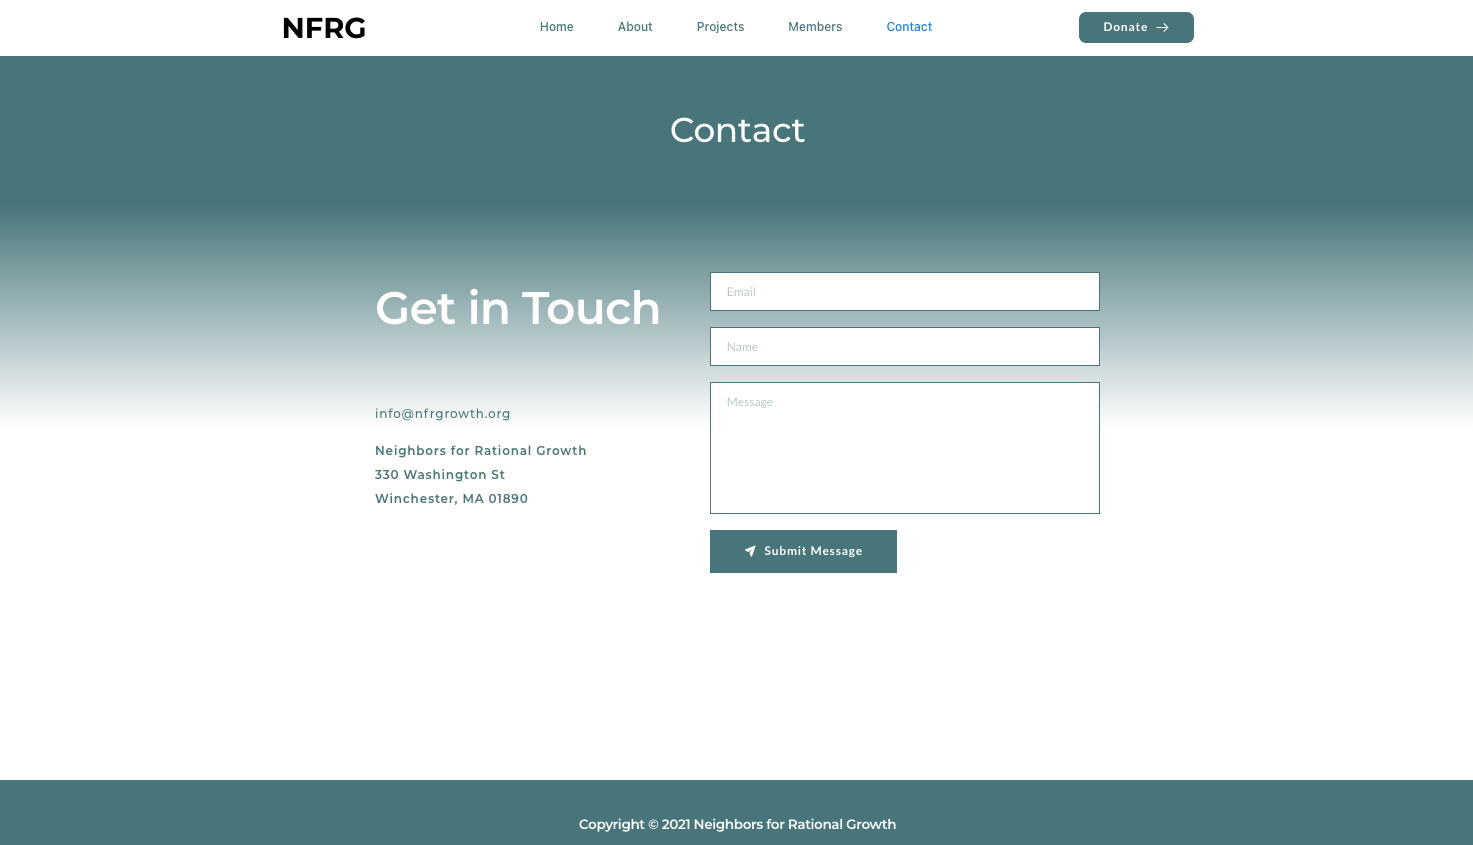 NFRG
Home
About
Projects
Members
Contact
Donate
Contact
Get in Touch
info@nfrgrowth.org
Neighbors for Rational Growth
330 Washington St
Winchester, MA 01890
Email
Name
Message
Submit Message
Copyright © 2021 Neighbors for Rational Growth